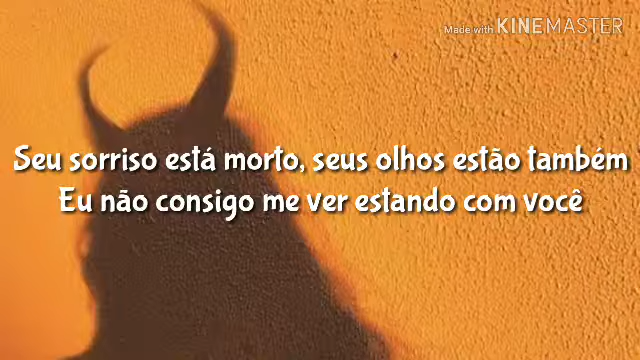 Made with KINEMASTER
Seu sorriso está morto, seus olhos estão também
Eu não consigo me ver estando com você